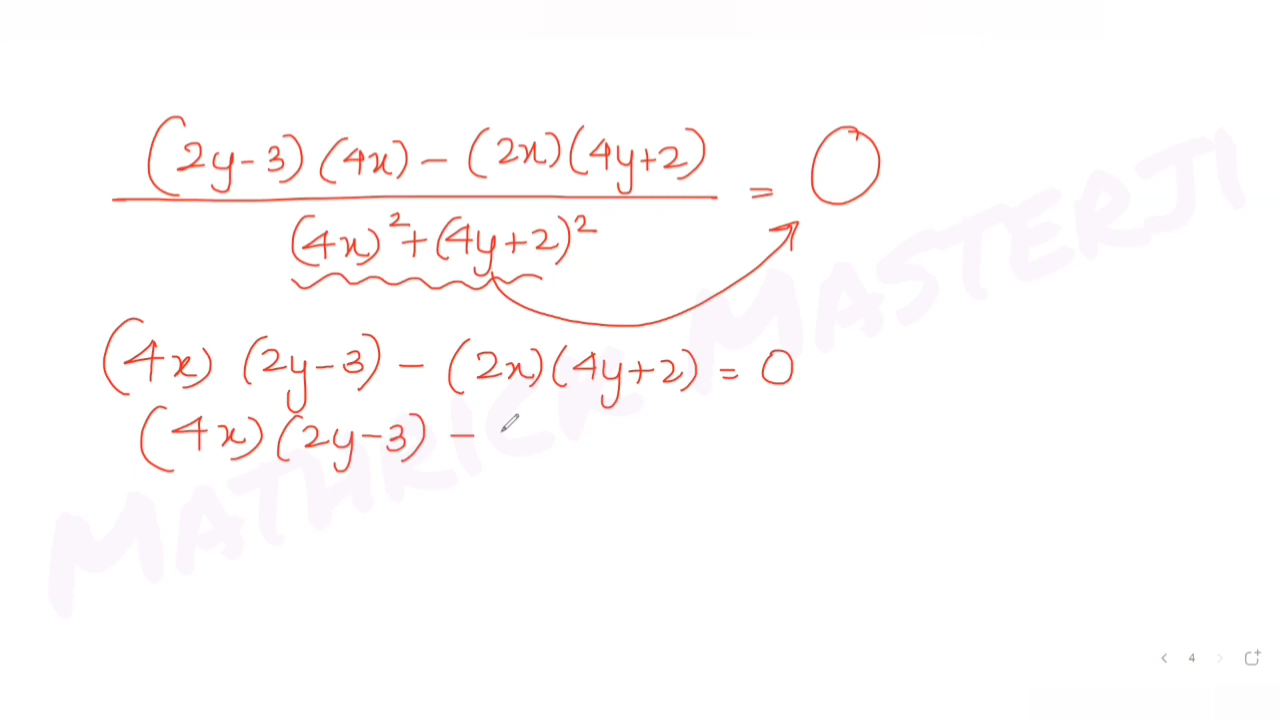 (2y-3)(4x) - (2x)(4y+2)
(4x)² + (4y+2)² = 0
(4x)(2y-3) - (2x)(4y+2) = 0
(4x)(2y-3) -
MATHRICK MASTERJI
< 4 >